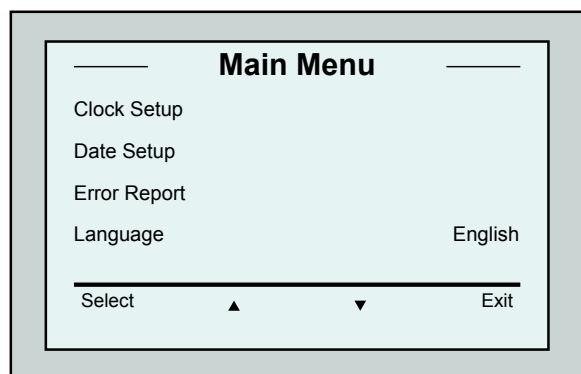 Main Menu
Clock Setup
Date Setup
Error Report
Language English
Select ▲ ▼ Exit